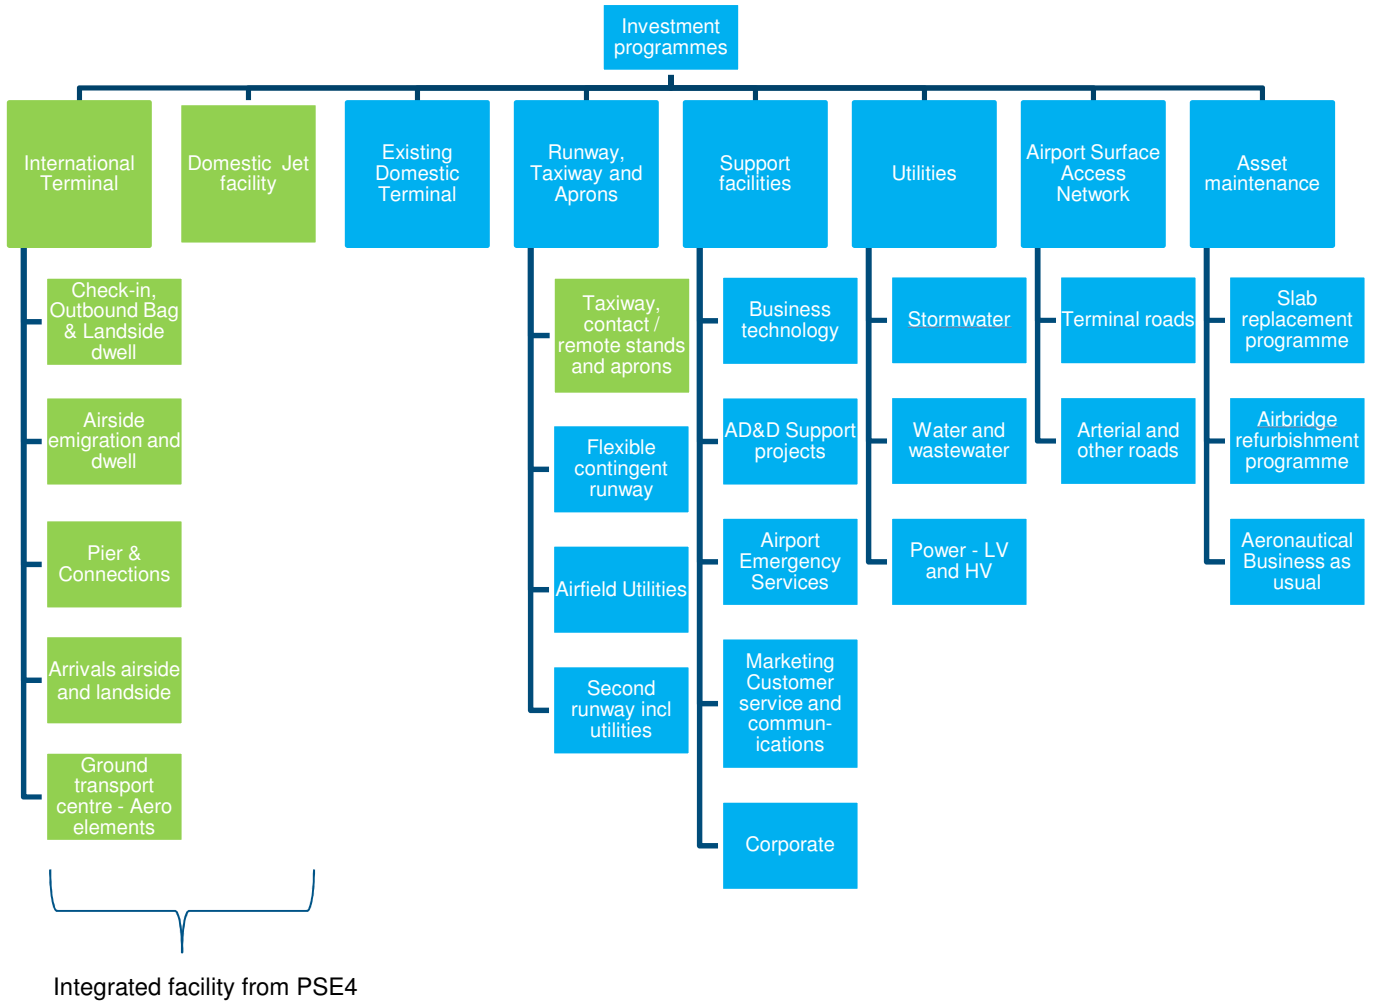 Investment
programmes
International
Terminal
Domestic Jet
facility
Existing
Domestic
Terminal
Runway,
Taxiway and
Aprons
Support
facilities
Utilities
Airport Surface
Access
Network
Asset
maintenance
Check-in,
Outbound Bag
& Landside
dwell
Airside
emigration and
dwell
Pier &
Connections
Arrivals airside
and landside
Ground
transport
centre - Aero
elements
Taxiway,
contact /
remote stands
and aprons
Flexible
contingent
runway
Airfield Utilities
Second
runway incl
utilities
Business
technology
AD&D Support
projects
Airport
Emergency
Services
Marketing
Customer
service and
commun-
ications
Corporate
Stormwater
Water and
wastewater
Power - LV
and HV
Terminal roads
Arterial and
other roads
Slab
replacement
programme
Airbridge
refurbishment
programme
Aeronautical
Business as
usual
Integrated facility from PSE4